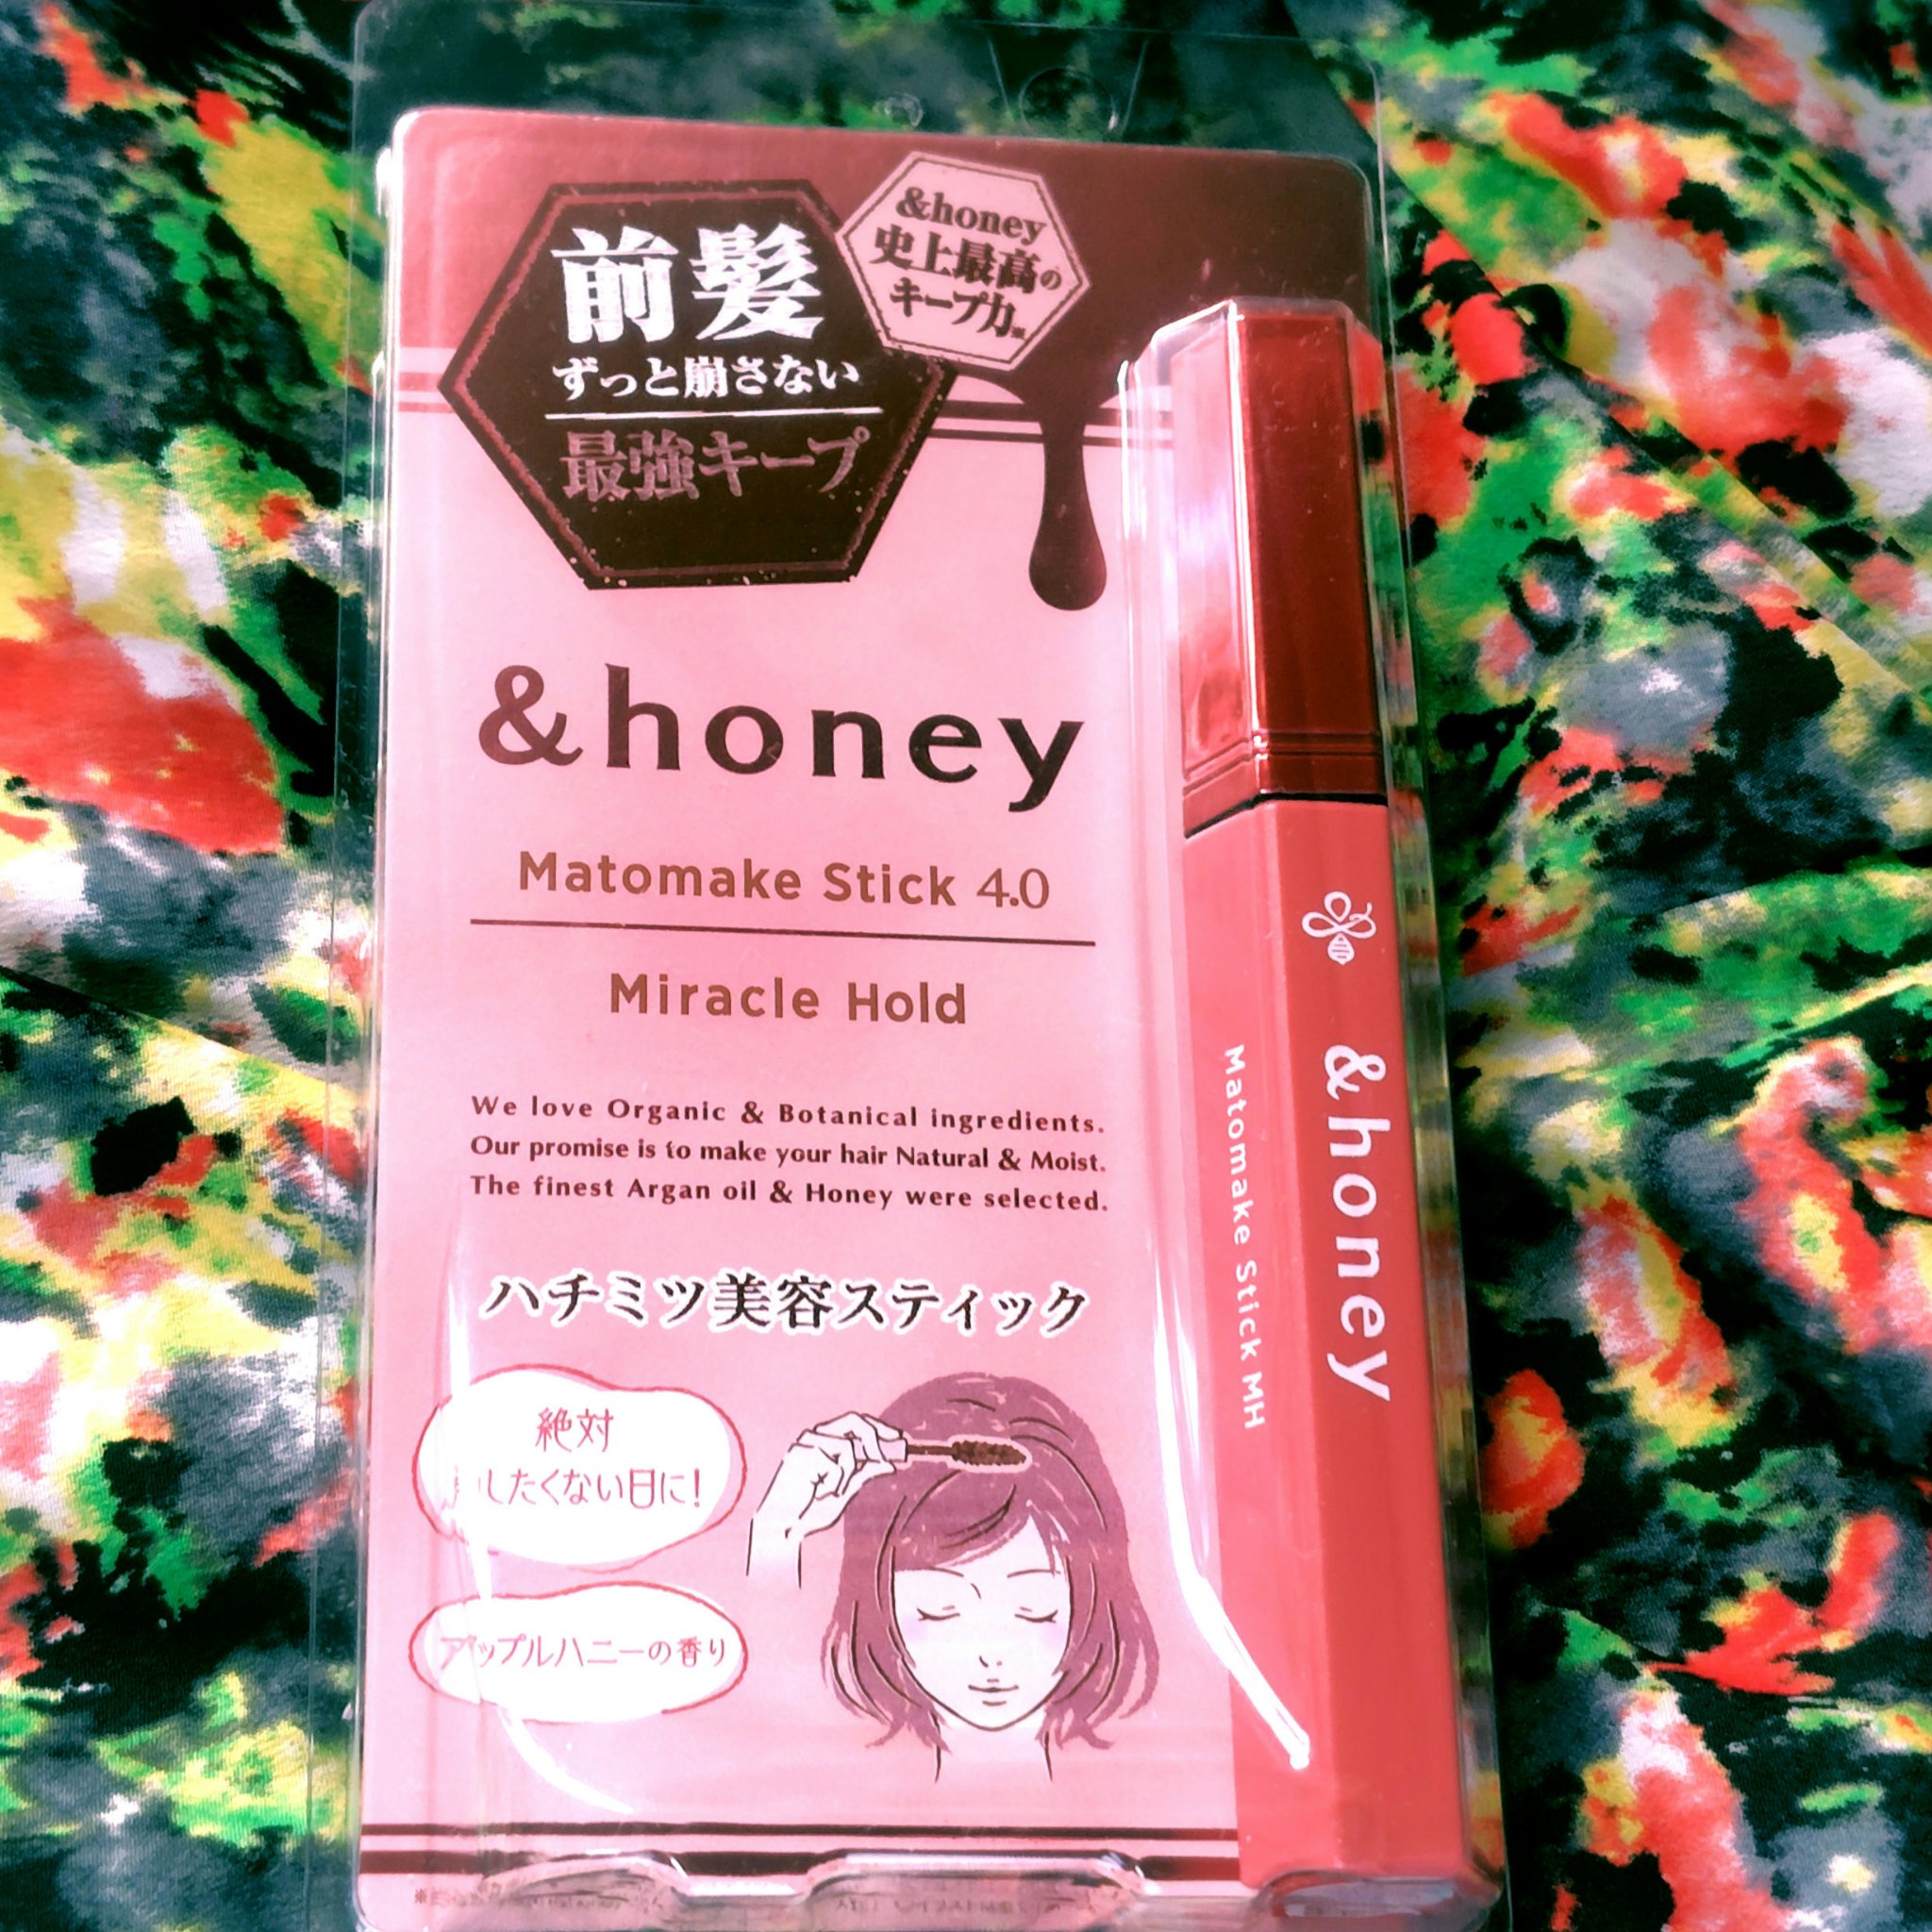 前髪
ずっと崩さない
最強キープ
&honey
史上最高の
キープ力
&honey
Matomake Stick 4.0
Miracle Hold
We love Organic & Botanical ingredients.
Our promise is to make your hair Natural & Moist.
The finest Argan oil & Honey were selected.
ハチミツ美容スティック
絶対
したくない日に!
アップルハニーの香り
&honey
Matomake Stick MH